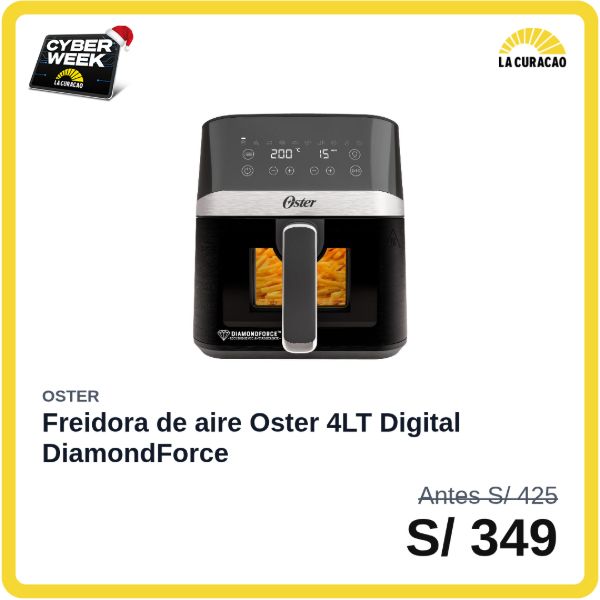 CYBER
WEEK
LA CURACAO
LA CURACAO
200 °C 15
Oster
DIAMONDFORCE™
OSTER
Freidora de aire Oster 4LT Digital
DiamondForce
Antes S/ 425
S/ 349